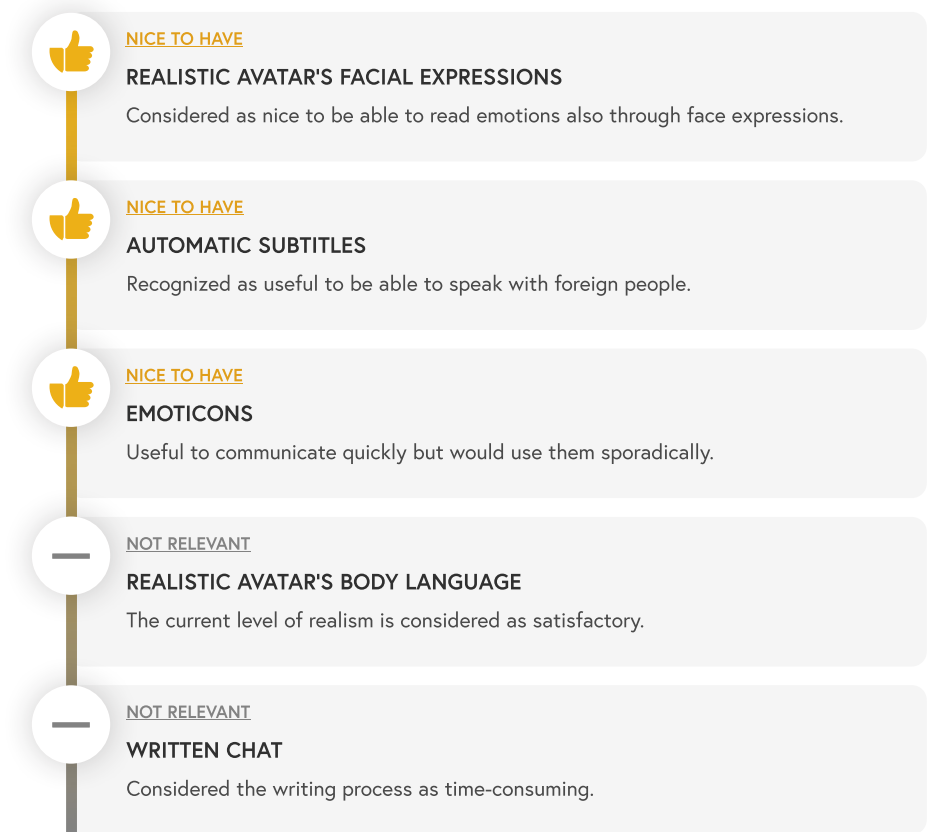 NICE TO HAVE
REALISTIC AVATAR'S FACIAL EXPRESSIONS
Considered as nice to be able to read emotions also through face expressions.
NICE TO HAVE
AUTOMATIC SUBTITLES
Recognized as useful to be able to speak with foreign people.
NICE TO HAVE
EMOTICONS
Useful to communicate quickly but would use them sporadically.
NOT RELEVANT
REALISTIC AVATAR'S BODY LANGUAGE
The current level of realism is considered as satisfactory.
NOT RELEVANT
WRITTEN CHAT
Considered the writing process as time-consuming.